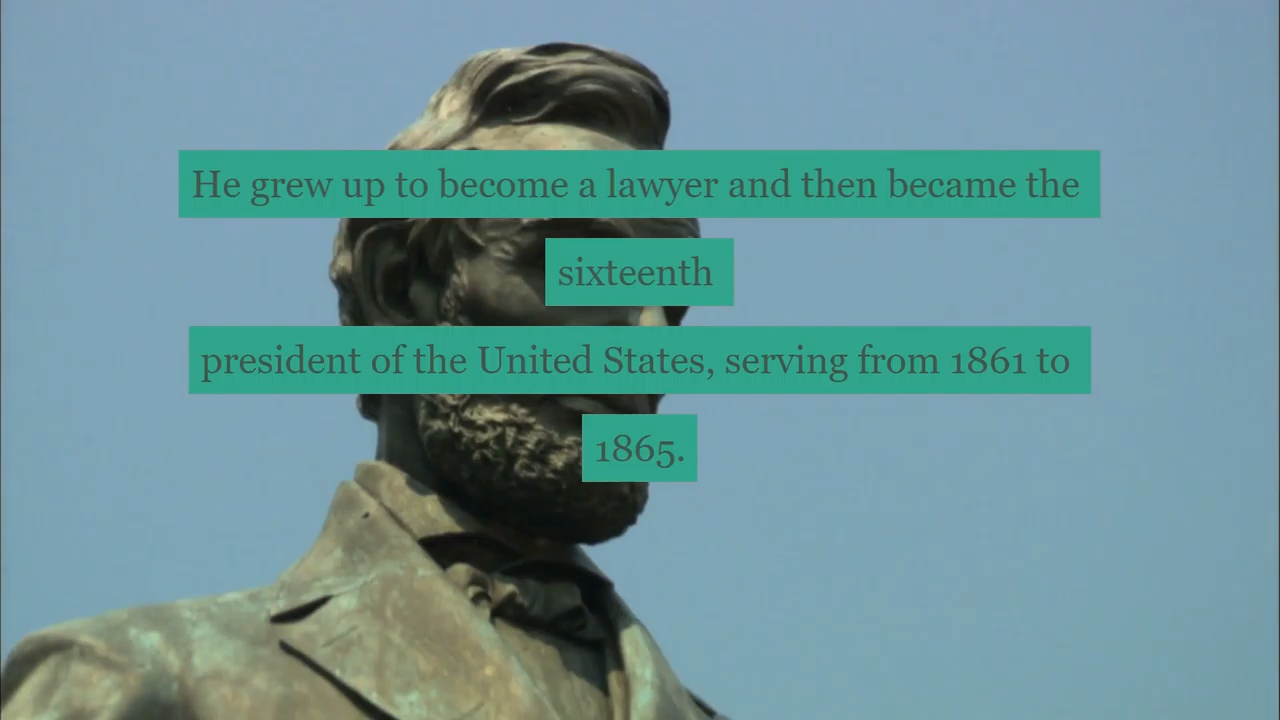 He grew up to become a lawyer and then became the
sixteenth
president of the United States, serving from 1861 to
1865.